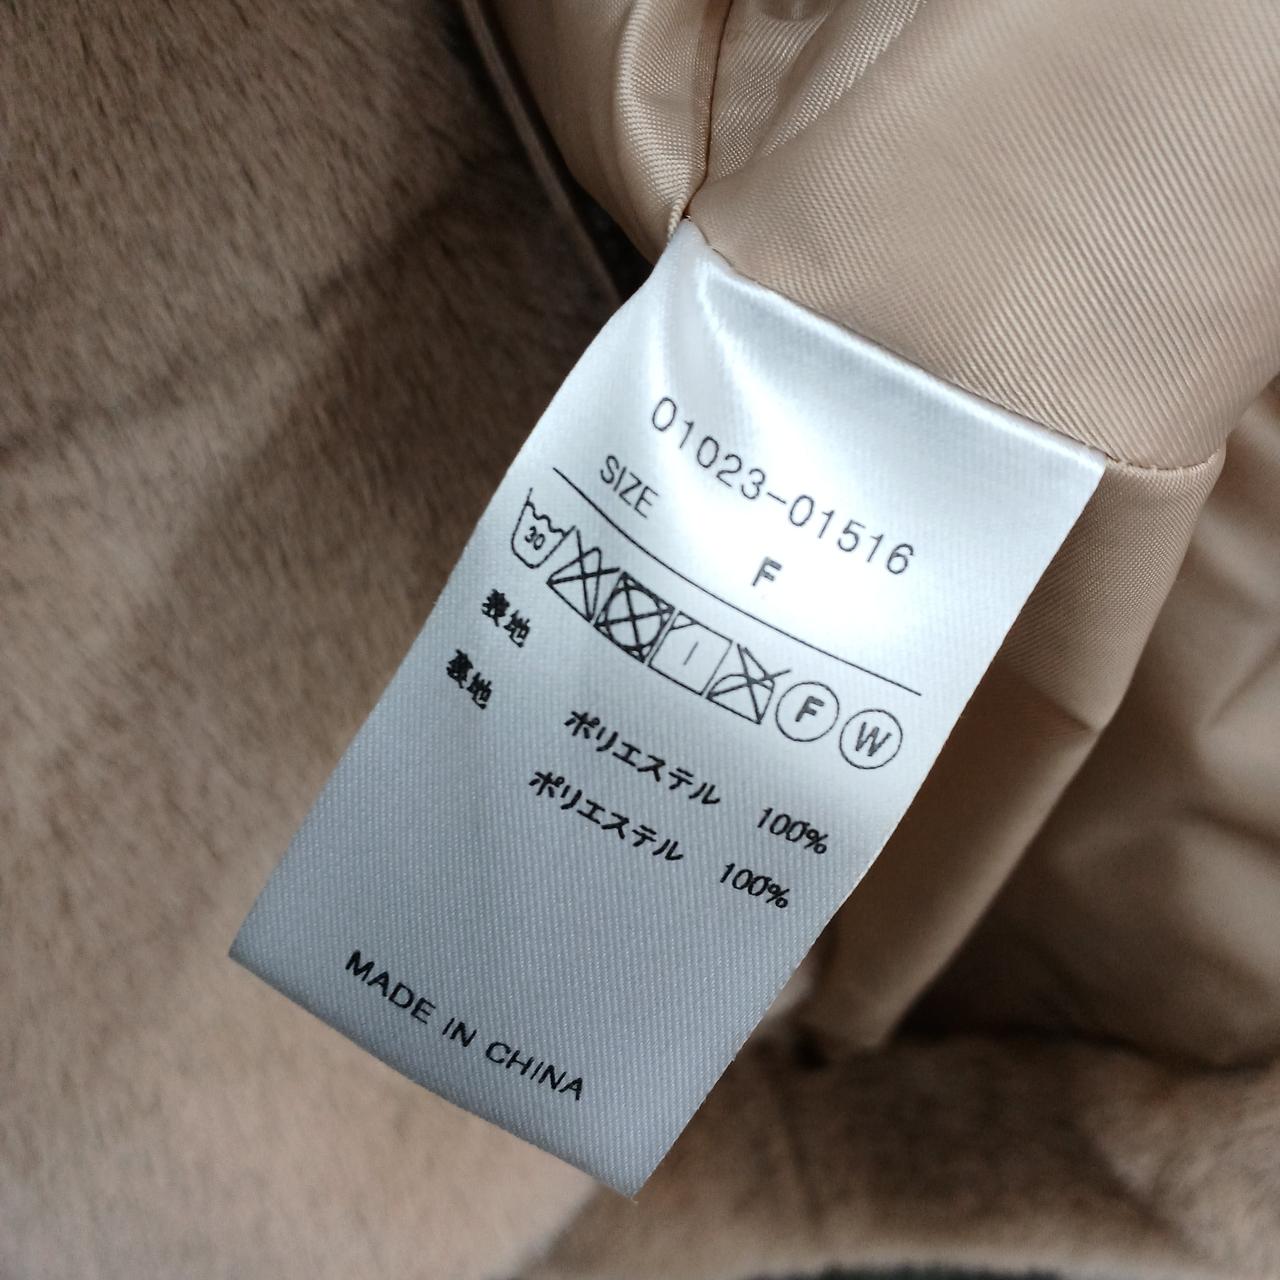 01023-01516
SIZE F
30 F W
表地 ポリエステル 100%
裏地 ポリエステル 100%
MADE IN CHINA